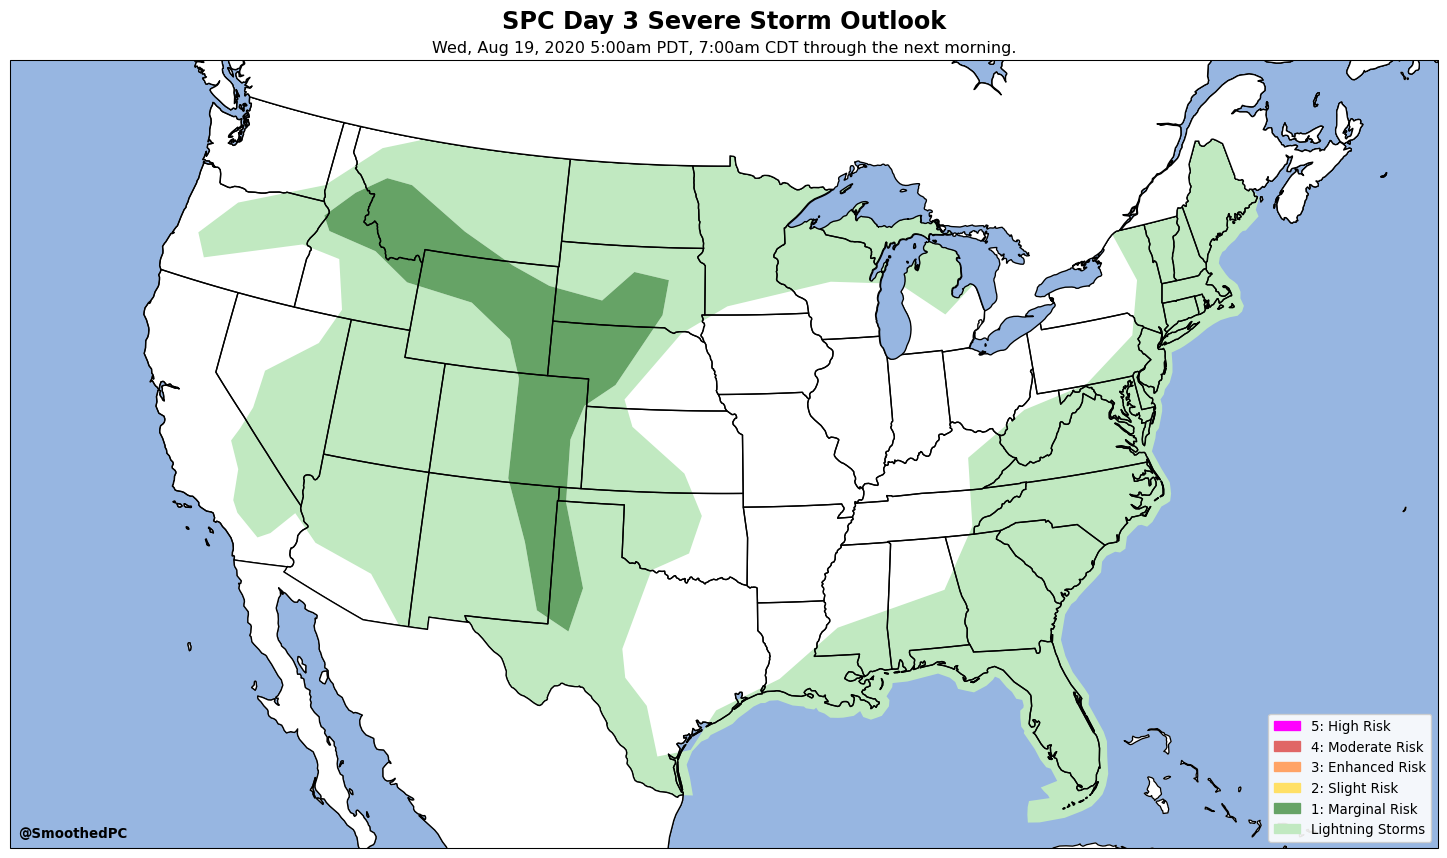 SPC Day 3 Severe Storm Outlook
Wed, Aug 19, 2020 5:00am PDT, 7:00am CDT through the next morning.
5: High Risk
4: Moderate Risk
3: Enhanced Risk
2: Slight Risk
1: Marginal Risk
Lightning Storms
@SmoothedPC